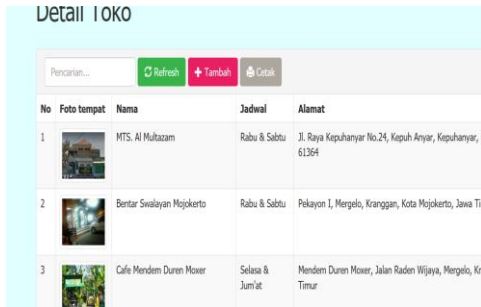 Detail Toko
Pencarian... Refresh Tambah Cetak
No Foto tempat Nama Jadwal Alamat
1 MTS. Al Multazam Rabu & Sabtu Jl. Raya Kepuhanyar No.24, Kepuh Anyar, Kepuhanyar,
61364
2 Bentar Swalayan Mojokerto Rabu & Sabtu Pekayon I, Mergelo, Kranggan, Kota Mojokerto, Jawa Ti
3 Cafe Mendem Duren Moxer Selasa & Mendem Duren Moxer, Jalan Raden Wijaya, Mergelo, Kr
Jum'at Timur